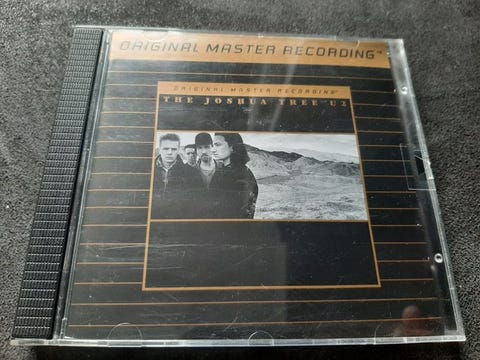 ORIGINAL MASTER RECORDING™
ORIGINAL MASTER RECORDING™
THE JOSHUA TREE U2